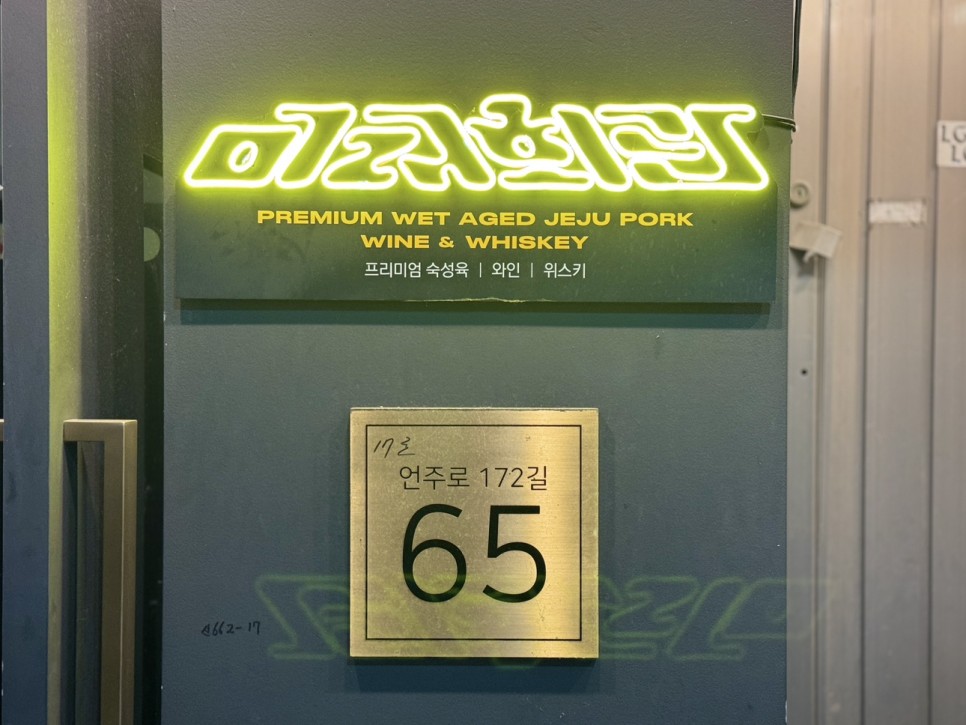 PREMIUM WET AGED JEJU PORK
WINE & WHISKEY
프리미엄 숙성육 | 와인 | 위스키
언주로 172길
65